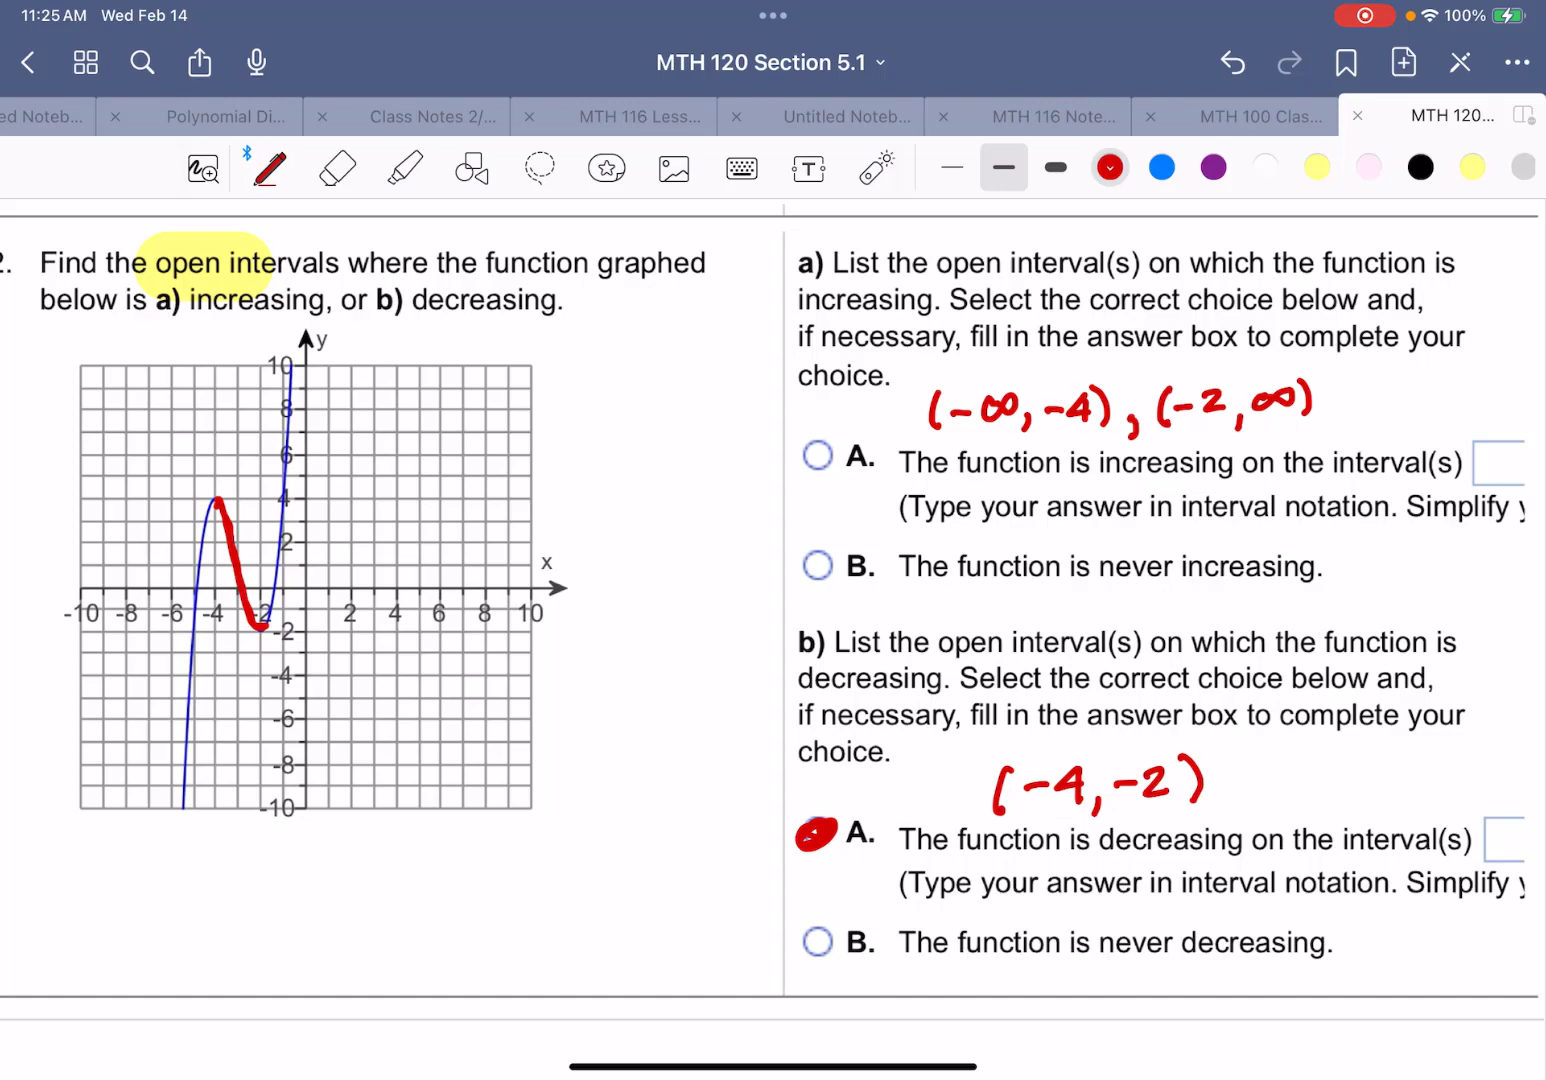 11:25 AM Wed Feb 14
100%
MTH 120 Section 5.1
ed Noteb...
Polynomial Di...
Class Notes 2/...
MTH 116 Less...
Untitled Noteb...
MTH 116 Note...
MTH 100 Clas...
MTH 120...
2. Find the open intervals where the function graphed
below is a) increasing, or b) decreasing.
y
10
8
6
4
2
x
-10 -8 -6 -4 -2 2 4 6 8 10
-2
-4
-6
-8
-10
a) List the open interval(s) on which the function is
increasing. Select the correct choice below and,
if necessary, fill in the answer box to complete your
choice.
(-∞, -4), (-2, ∞)
A. The function is increasing on the interval(s)
(Type your answer in interval notation. Simplify
B. The function is never increasing.
b) List the open interval(s) on which the function is
decreasing. Select the correct choice below and,
if necessary, fill in the answer box to complete your
choice.
(-4, -2)
A. The function is decreasing on the interval(s)
(Type your answer in interval notation. Simplify
B. The function is never decreasing.